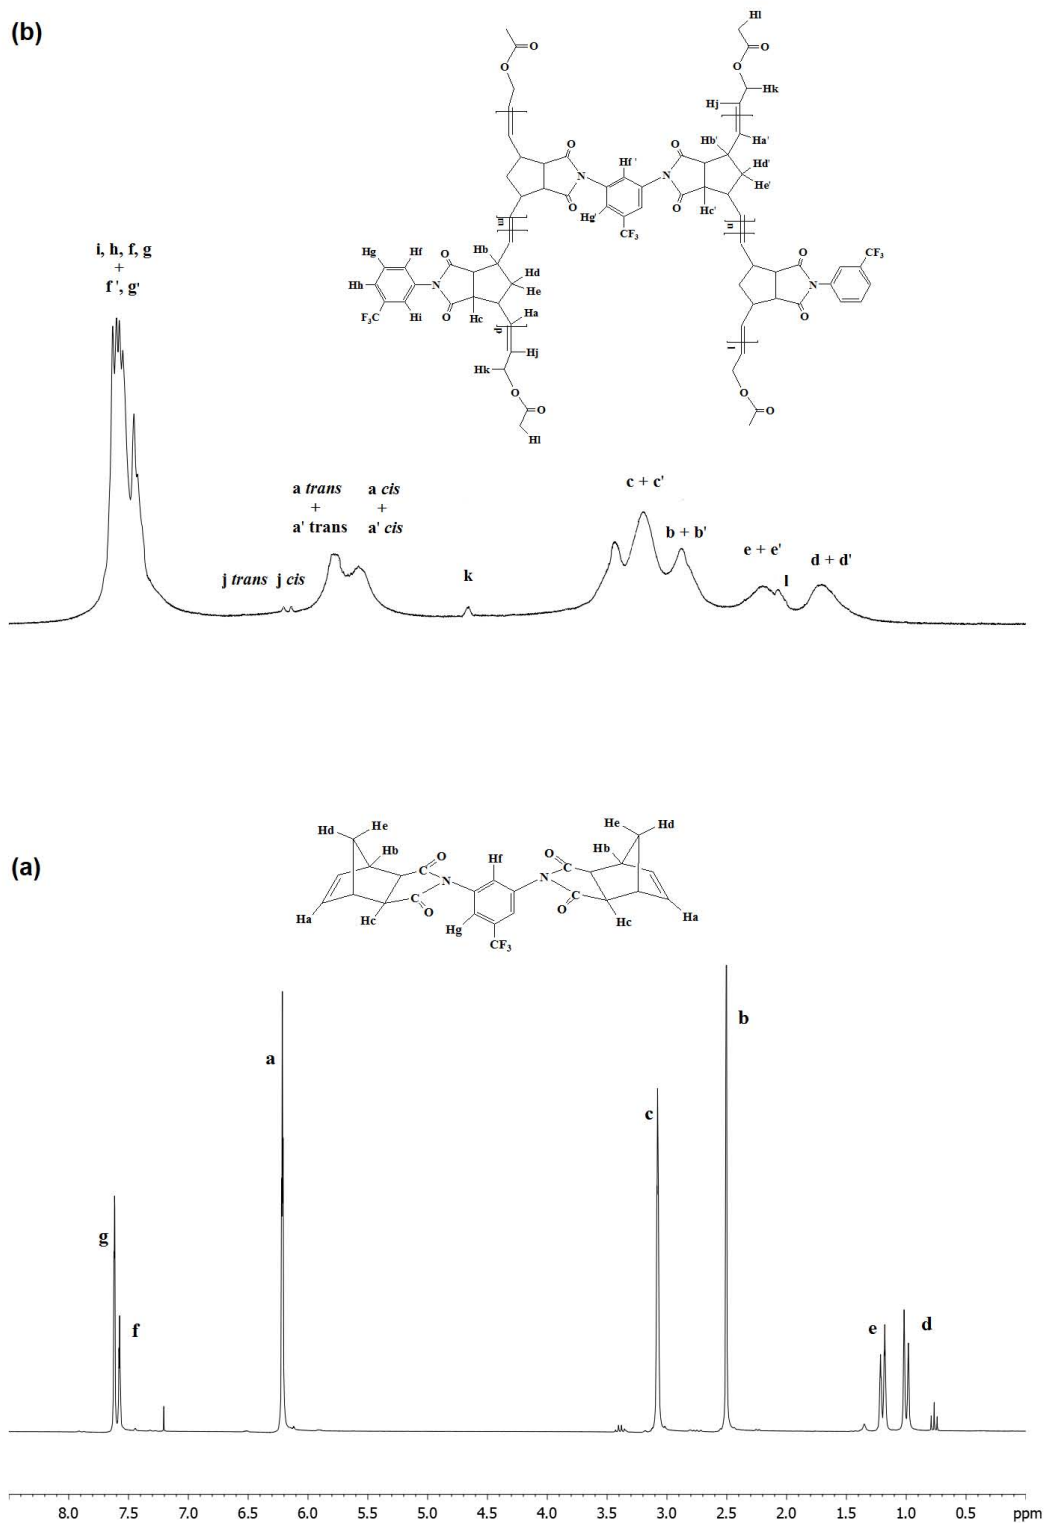 (b)
Hl
O
O
O
O
Hk
Hj
Hb'
Ha'
O
O
Hf '
Hd'
N
N
He'
O
O
Hg'
Hc'
CF3
m
n
i, h, f, g
+
f ', g'
Hg
Hf
Hb
O
O
CF3
Hd
Hh
N
He
N
F3C
O
Hi
Hc
Ha
O
p
l
Hj
Hk
O
O
O
O
Hl
a trans
+
a' trans
a cis
+
a' cis
c + c'
b + b'
e + e'
d + d'
j trans j cis
k
l
(a)
Hd
He
He
Hd
Hb
O
Hf
O
Hb
C
N
N
C
C
O
C
O
Ha
Hc
Hg
Hc
Ha
CF3
b
a
c
g
f
e
d
8.0 7.5 7.0 6.5 6.0 5.5 5.0 4.5 4.0 3.5 3.0 2.5 2.0 1.5 1.0 0.5 ppm